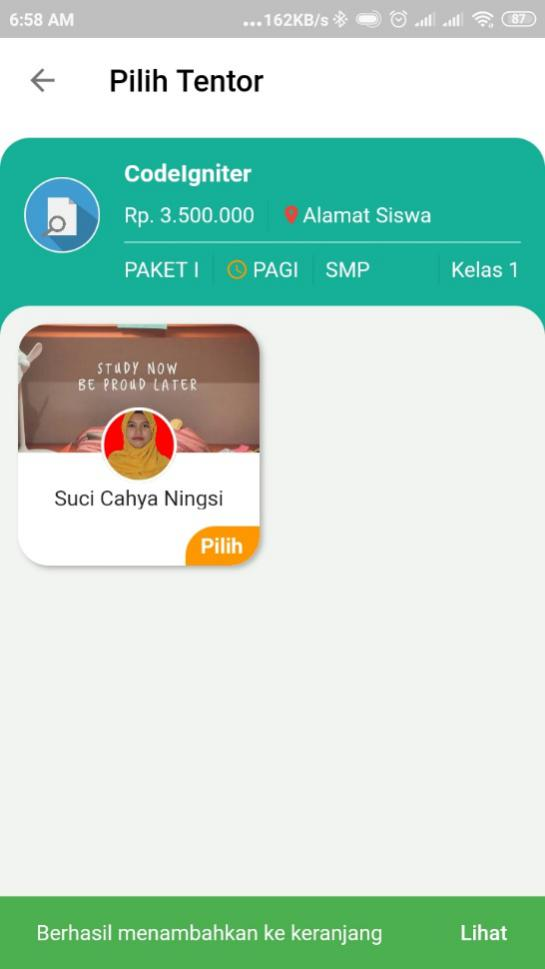 6:58 AM ...162KB/s 87
Pilih Tentor
CodeIgniter
Rp. 3.500.000 Alamat Siswa
PAKET I PAGI SMP Kelas 1
STUDY NOW
BE PROUD LATER
Suci Cahya Ningsi
Pilih
Berhasil menambahkan ke keranjang Lihat